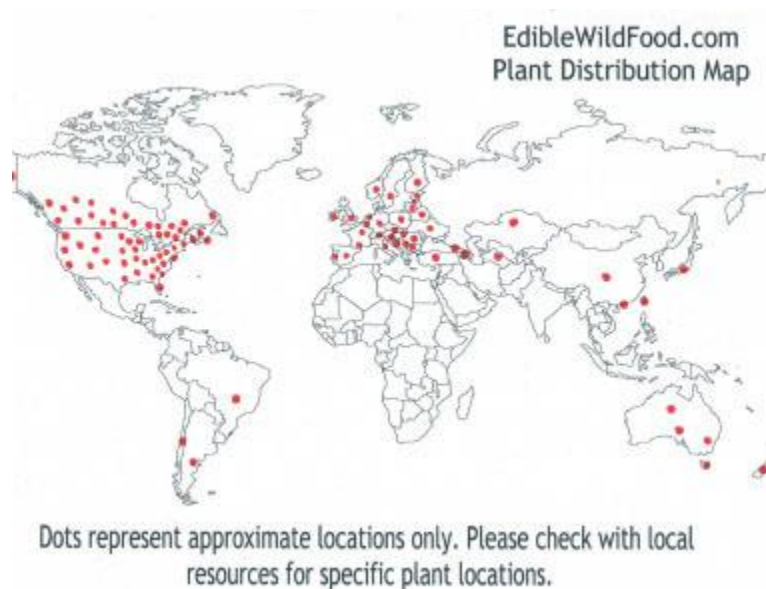 EdibleWildFood.com
Plant Distribution Map
Dots represent approximate locations only. Please check with local
resources for specific plant locations.